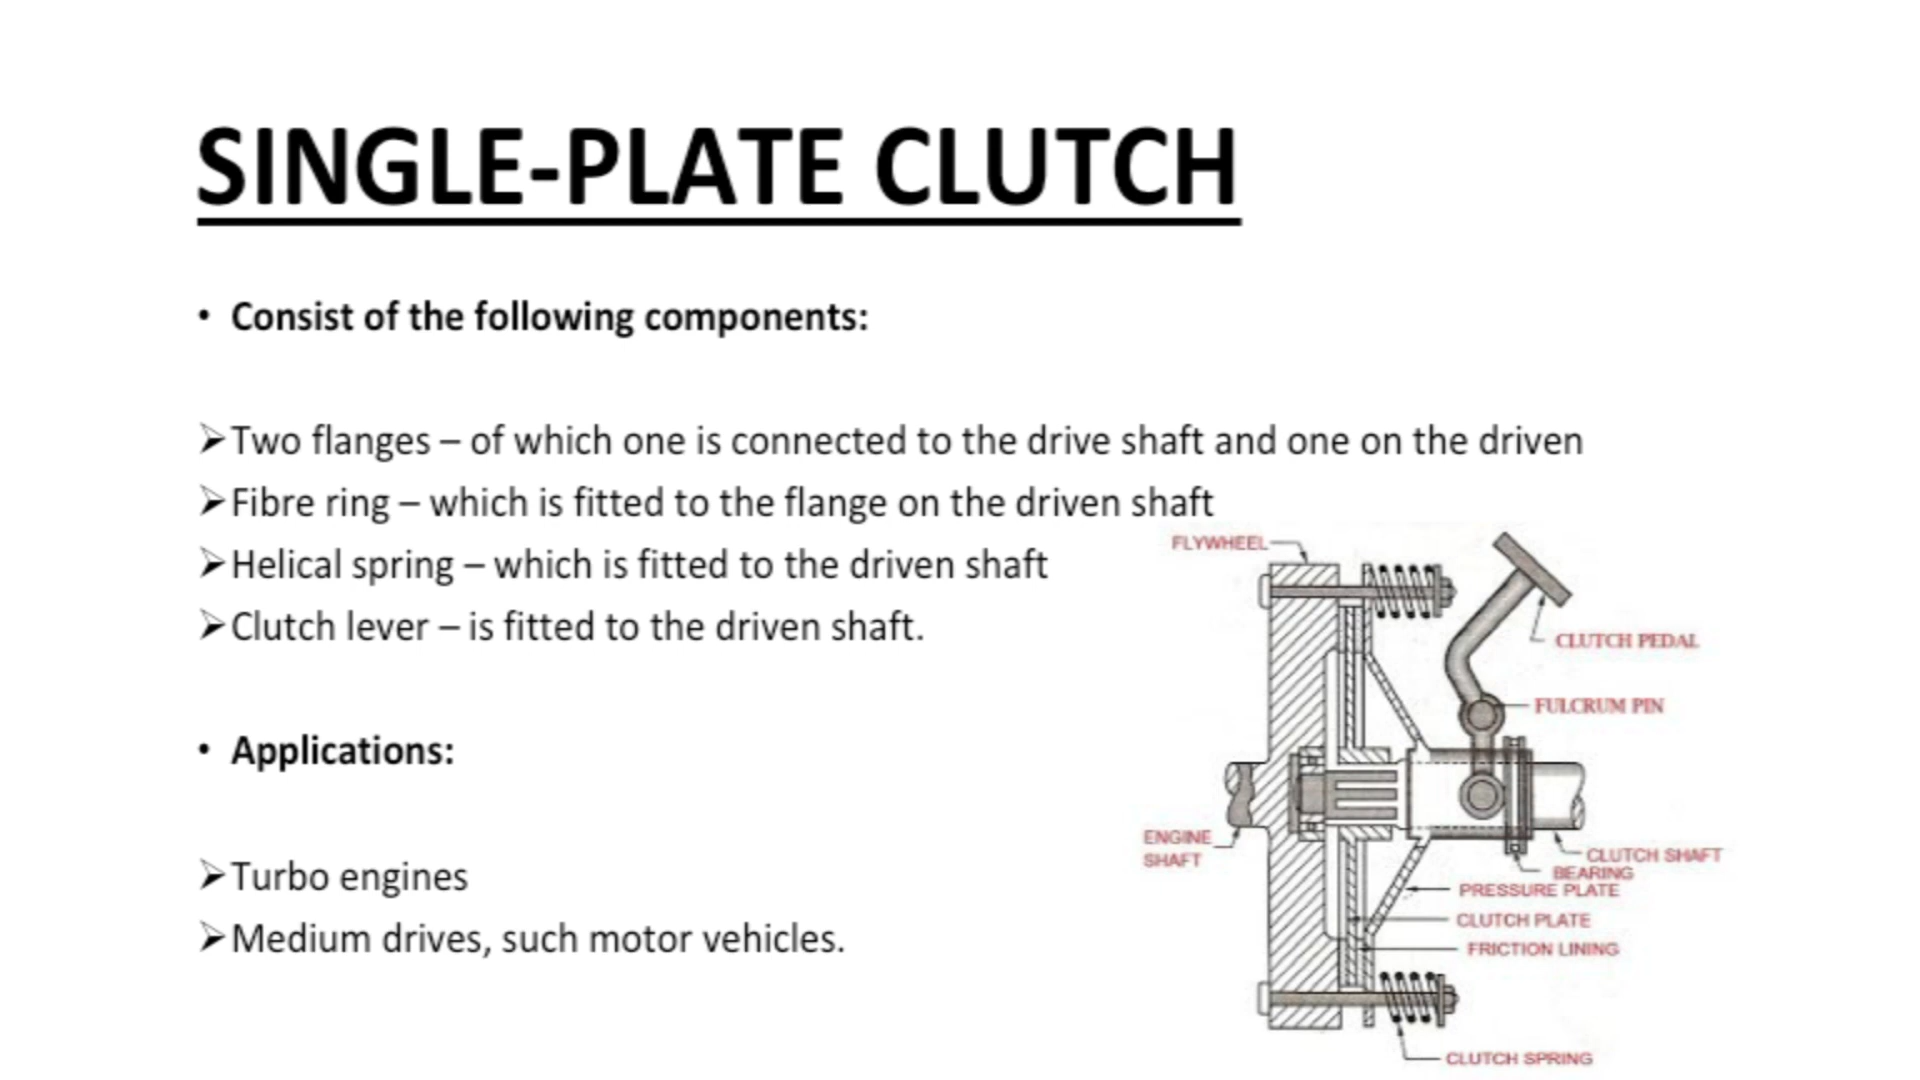 SINGLE-PLATE CLUTCH
• Consist of the following components:
➢Two flanges – of which one is connected to the drive shaft and one on the driven
➢Fibre ring – which is fitted to the flange on the driven shaft
➢Helical spring – which is fitted to the driven shaft
➢Clutch lever – is fitted to the driven shaft.
• Applications:
➢Turbo engines
➢Medium drives, such motor vehicles.
FLYWHEEL
CLUTCH PEDAL
FULCRUM PIN
ENGINE
SHAFT
CLUTCH SHAFT
BEARING
PRESSURE PLATE
CLUTCH PLATE
FRICTION LINING
CLUTCH SPRING